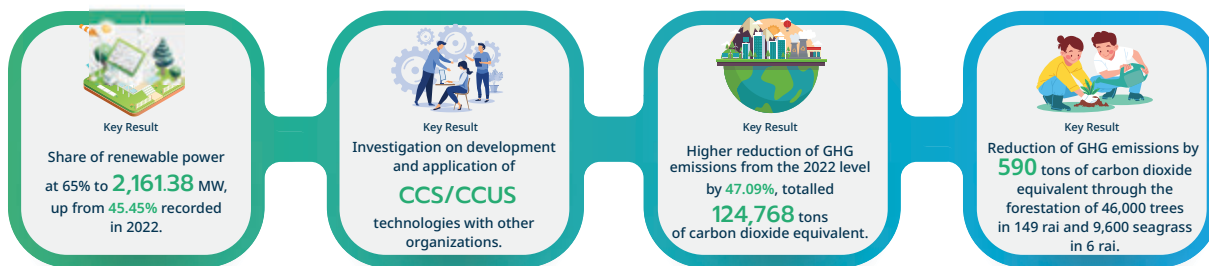 Key Result
Share of renewable power
at 65% to 2,161.38 MW,
up from 45.45% recorded
in 2022.
Key Result
Investigation on development
and application of
CCS/CCUS
technologies with other
organizations.
Key Result
Higher reduction of GHG
emissions from the 2022 level
by 47.09%, totalled
124,768 tons
of carbon dioxide equivalent.
Key Result
Reduction of GHG emissions by
590 tons of carbon dioxide
equivalent through the
forestation of 46,000 trees
in 149 rai and 9,600 seagrass
in 6 rai.